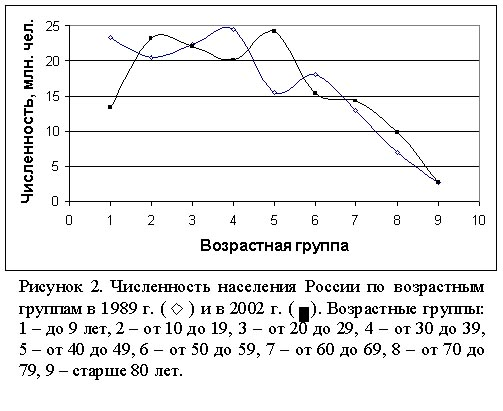 25
20
15
10
5
0
Численность, млн. чел.
0 1 2 3 4 5 6 7 8 9 10
Возрастная группа
Рисунок 2. Численность населения России по возрастным
группам в 1989 г. ( ◇ ) и в 2002 г. ( ■ ). Возрастные группы:
1 – до 9 лет, 2 – от 10 до 19, 3 – от 20 до 29, 4 – от 30 до 39,
5 – от 40 до 49, 6 – от 50 до 59, 7 – от 60 до 69, 8 – от 70 до
79, 9 – старше 80 лет.